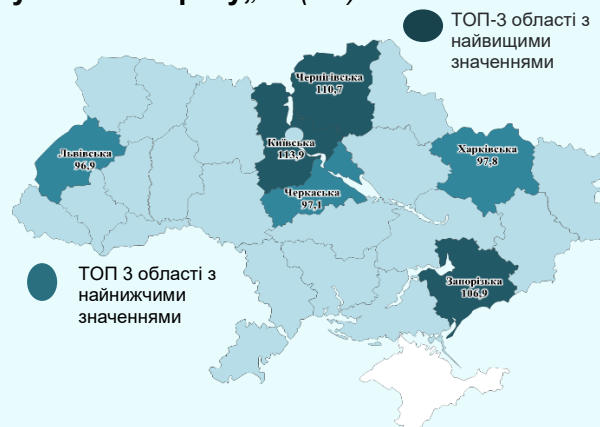 ТОП-3 області з
найвищими
значеннями
Чернігівська
110,7
Київська
113,9
Львівська
96,9
Харківська
97,8
Черкаська
97,1
Запорізька
106,9
ТОП 3 області з
найнижчими
значеннями